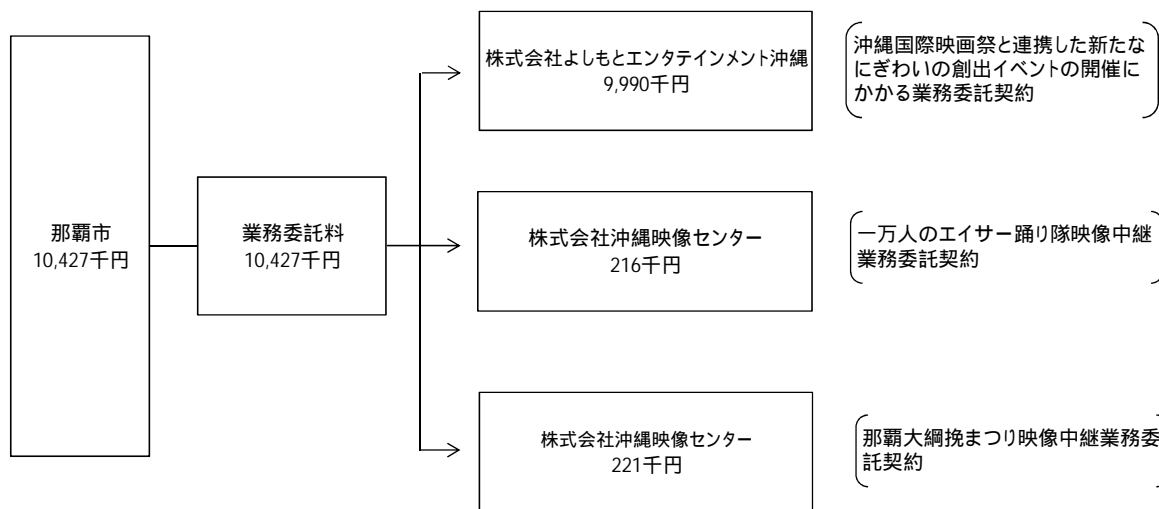 那覇市
10,427千円
業務委託料
10,427千円
株式会社よしもとエンタテインメント沖縄
9,990千円
沖縄国際映画祭と連携した新たな
にぎわいの創出イベントの開催に
かかる業務委託契約
株式会社沖縄映像センター
216千円
一万人のエイサー踊り隊映像中継
業務委託契約
株式会社沖縄映像センター
221千円
那覇大綱挽まつり映像中継業務委
託契約